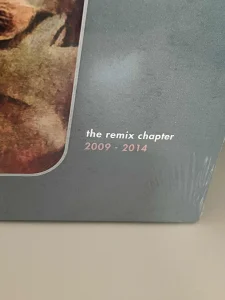 the remix chapter
2009 - 2014